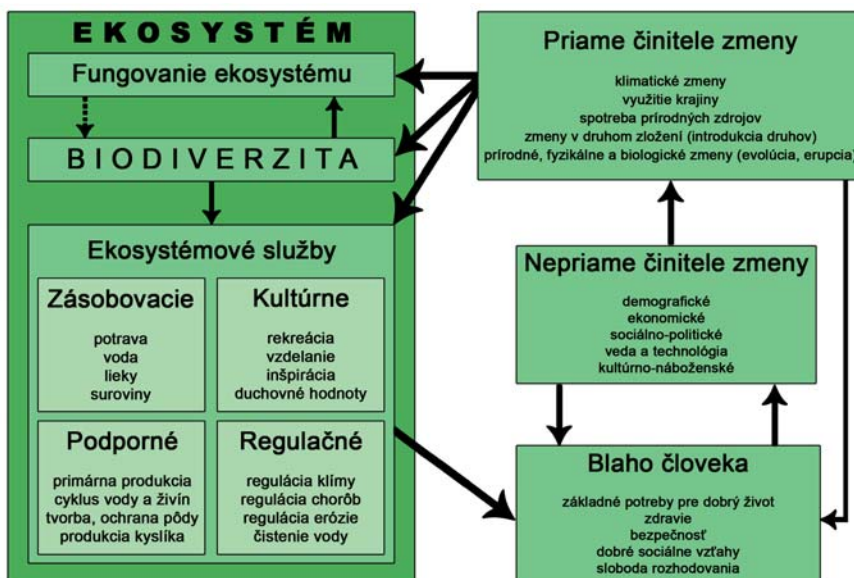 EKOSYSTÉM
Fungovanie ekosystému
BIODIVERZITA
Ekosystémové služby
Zásobovacie
potrava
voda
lieky
suroviny
Kultúrne
rekreácia
vzdelanie
inšpirácia
duchovné hodnoty
Podporné
primárna produkcia
cyklus vody a živín
tvorba, ochrana pôdy
produkcia kyslíka
Regulačné
regulácia klímy
regulácia chorôb
regulácia erózie
čistenie vody
Priame činitele zmeny
klimatické zmeny
využitie krajiny
spotreba prírodných zdrojov
zmeny v druhom zložení (introdukcia druhov)
prírodné, fyzikálne a biologické zmeny (evolúcia, erupcia)
Nepriame činitele zmeny
demografické
ekonomické
sociálno-politické
veda a technológia
kultúrno-náboženské
Blaho človeka
základné potreby pre dobrý život
zdravie
bezpečnosť
dobré sociálne vzťahy
sloboda rozhodovania